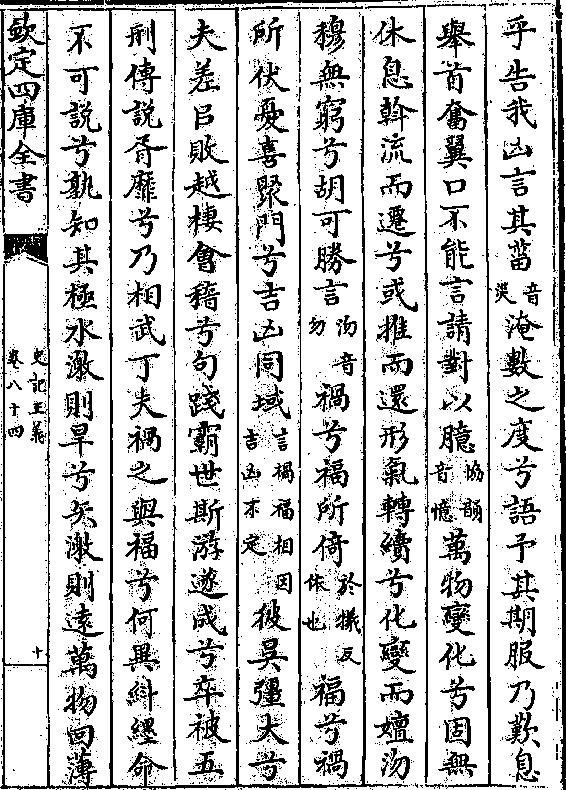 乎告我凶言其菑音災淹數之度兮語予其期服乃歎息
舉首奮翼口不能言請對以臆協韻音憶萬物變化兮固無
休息斡流而遷兮或推而還形氣轉續兮化變而嬗沕
穆無窮兮胡可勝言沕音勿禍兮福所倚於犠反依也福兮禍
所伏憂喜聚門兮吉凶同域言禍福相因吉凶不定彼吳彊大兮
夫差以敗越棲會稽兮句踐霸世斯游遂成兮卒被五
刑傅說胥靡兮乃相武丁夫禍之與福兮何異糾纆命
不可說兮孰知其極水激則旱兮矢激則遠萬物回薄
欽定四庫全書
史記正義
卷八十四
十